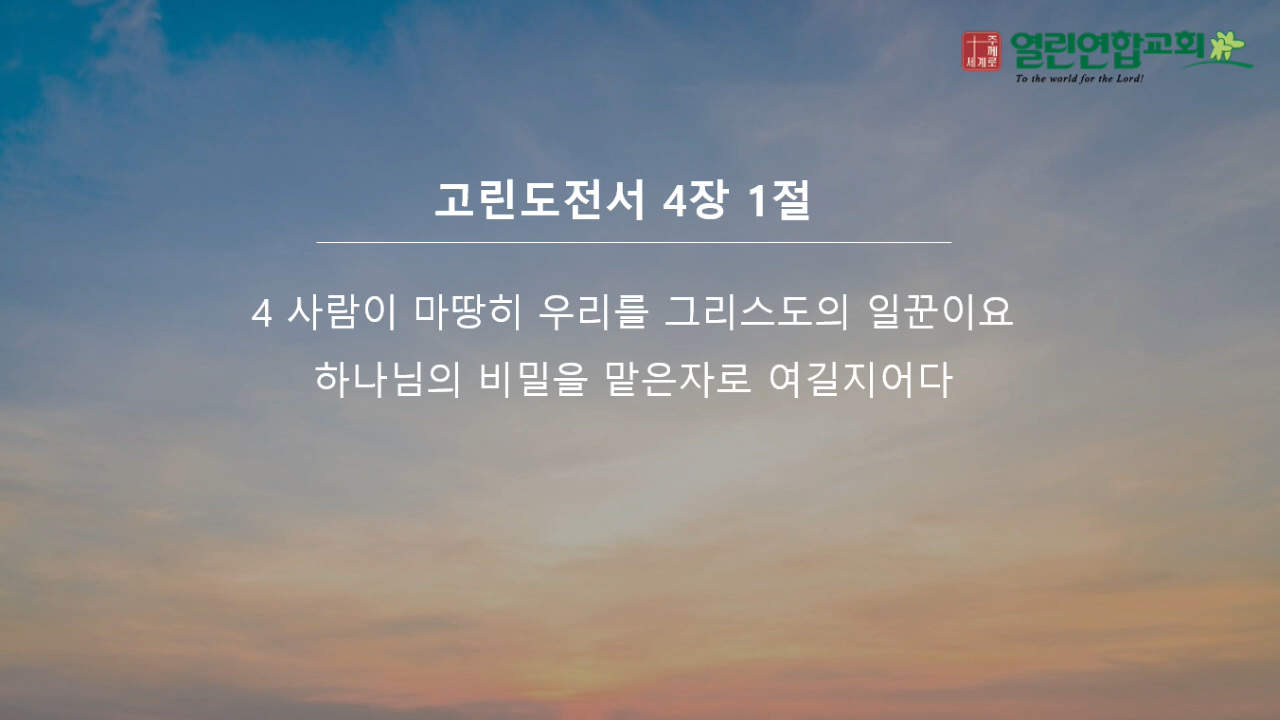 주께
세계로
열린연합교회
To the world for the Lord!
고린도전서 4장 1절
4 사람이 마땅히 우리를 그리스도의 일꾼이요
하나님의 비밀을 맡은자로 여길지어다